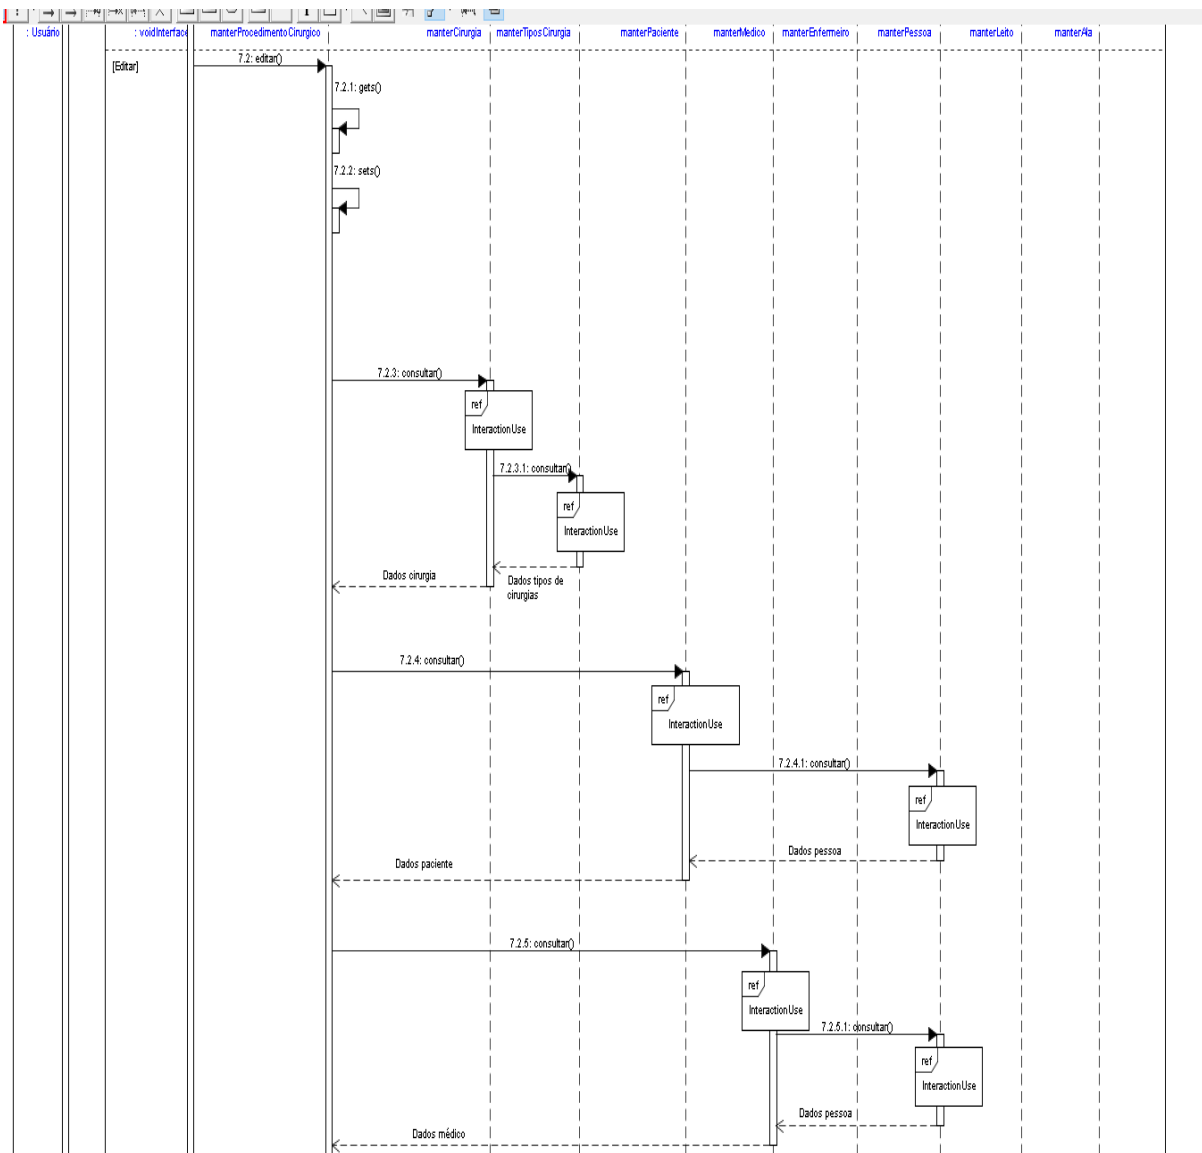 : Usuário
: voidInterface
manterProcedimentoCirurgico
manterCirurgia
manterTiposCirurgia
manterPaciente
manterMedico
manterEnfermeiro
manterPessoa
manterLeito
manterAla
[Editar]
7.2: editar()
7.2.1: gets()
7.2.2: sets()
7.2.3: consultar()
ref
InteractionUse
7.2.3.1: consultar()
ref
InteractionUse
Dados cirurgia
Dados tipos de
cirurgias
7.2.4: consultar()
ref
InteractionUse
7.2.4.1: consultar()
ref
InteractionUse
Dados pessoa
Dados paciente
7.2.5: consultar()
ref
InteractionUse
7.2.5.1: consultar()
ref
InteractionUse
Dados pessoa
Dados médico